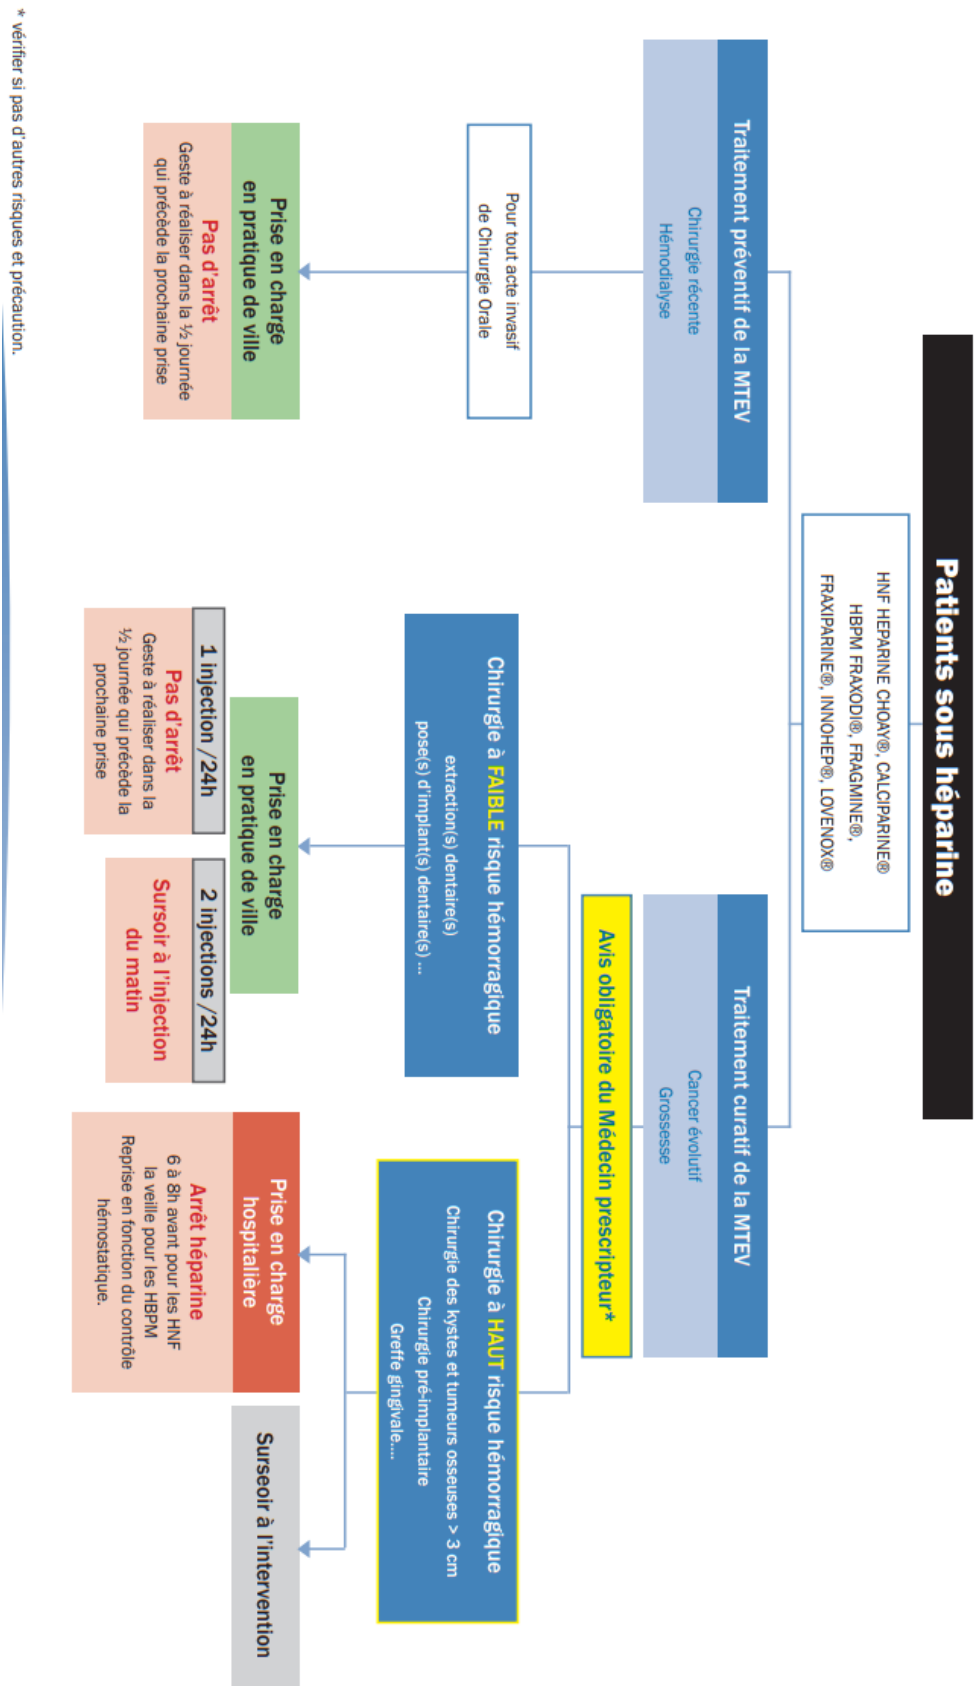 Patients sous héparine
HNF HEPARINE CHOAY®, CALCIPARINE®
HBPM FRAXODI®, FRAGMINE®,
FRAXIPARINE®, INNOHEP®, LOVENOX®
Traitement préventif de la MTEV
Chirurgie récente
Hémodialyse
Pour tout acte invasif
de Chirurgie Orale
Prise en charge
en pratique de ville
Pas d'arrêt
Geste à réaliser dans la ½ journée
qui précède la prochaine prise
Traitement curatif de la MTEV
Cancer évolutif
Grossesse
Avis obligatoire du Médecin prescripteur*
Chirurgie à FAIBLE risque hémorragique
extraction(s) dentaire(s)
pose(s) d'implant(s) dentaire(s) ...
Prise en charge
en pratique de ville
1 injection /24h
Pas d'arrêt
Geste à réaliser dans la
½ journée qui précède la
prochaine prise
2 injections /24h
Sursoir à l'injection
du matin
Chirurgie à HAUT risque hémorragique
Chirurgie des kystes et tumeurs osseuses > 3 cm
Chirurgie pré-implantaire
Greffe gingivale....
Prise en charge
hospitalière
Arrêt héparine
6 à 8h avant pour les HNF
la veille pour les HBPM
Reprise en fonction du contrôle
hémostatique.
Surseoir à l'intervention
* vérifier si pas d'autres risques et précaution.